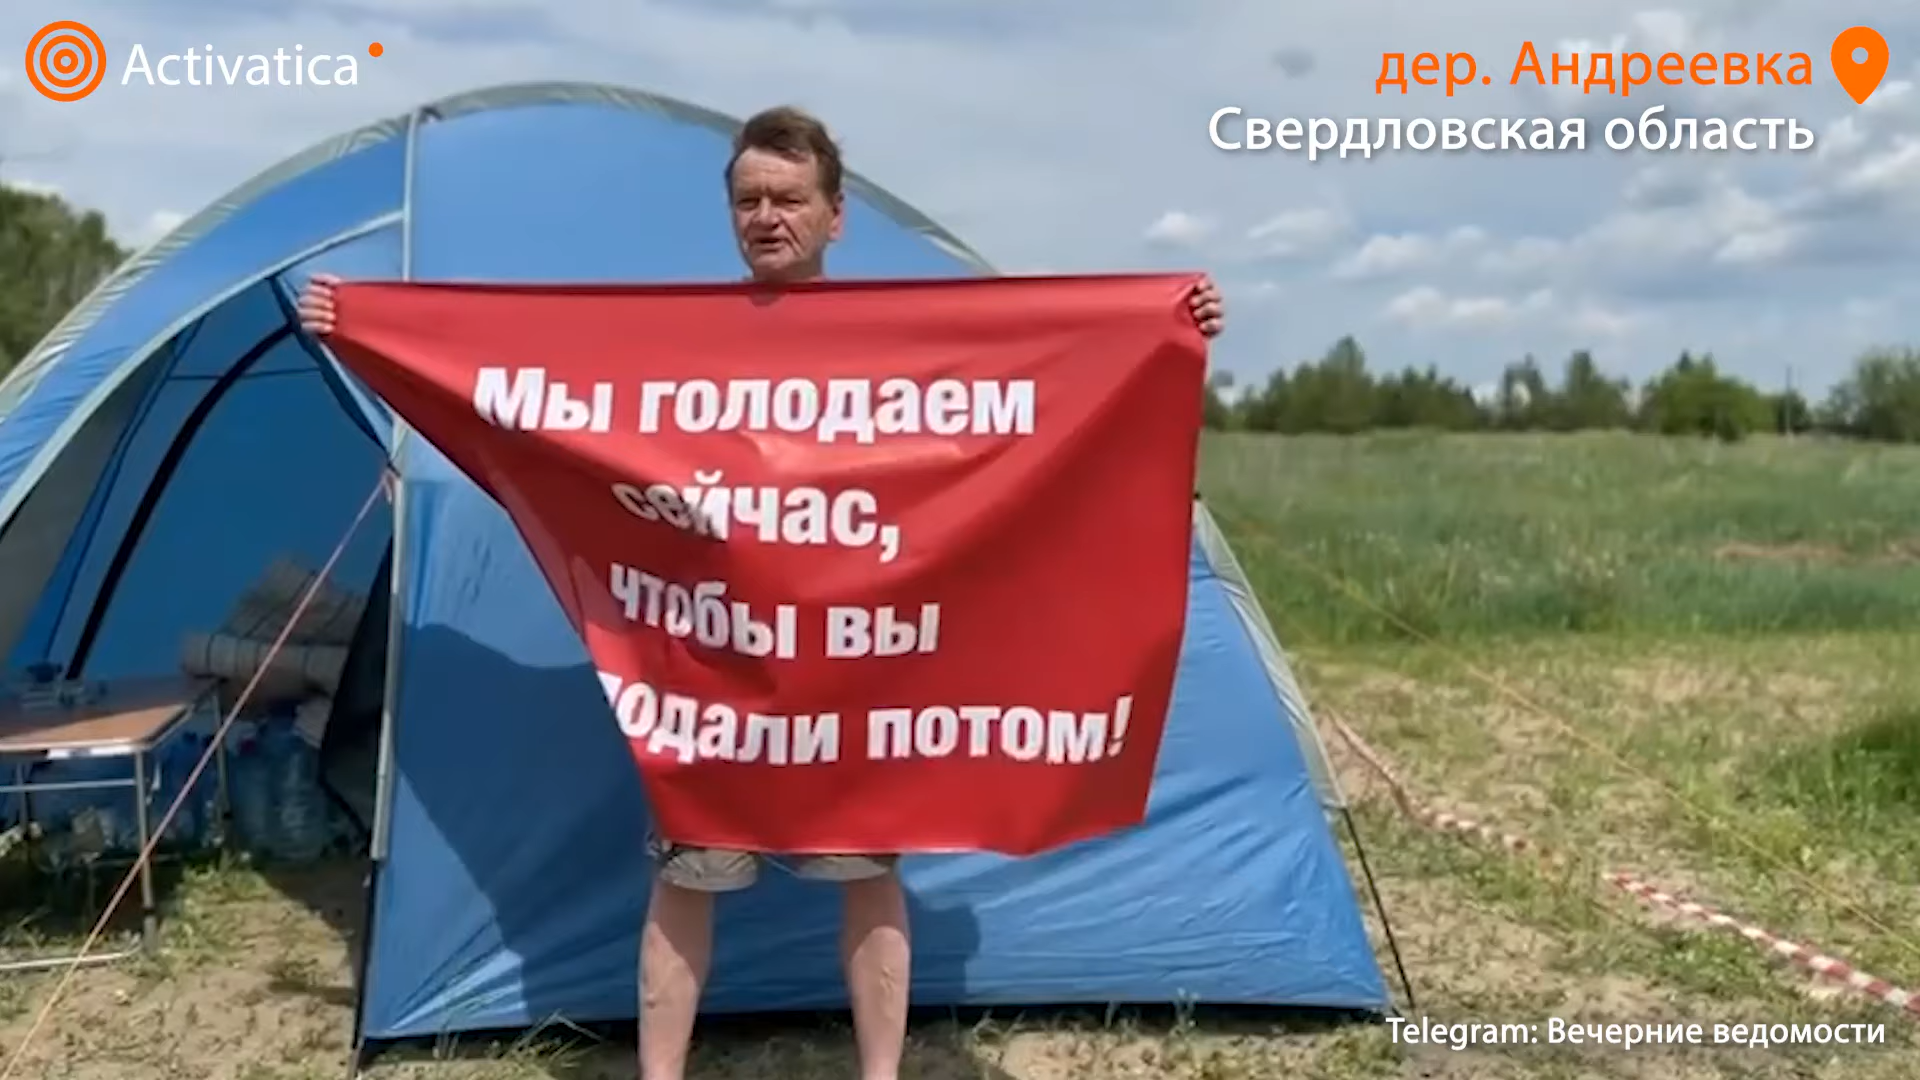 Activatica
дер. Андреевка
Свердловская область
Мы голодаем
сейчас,
чтобы вы
потом!
Telegram: Вечерние ведомости